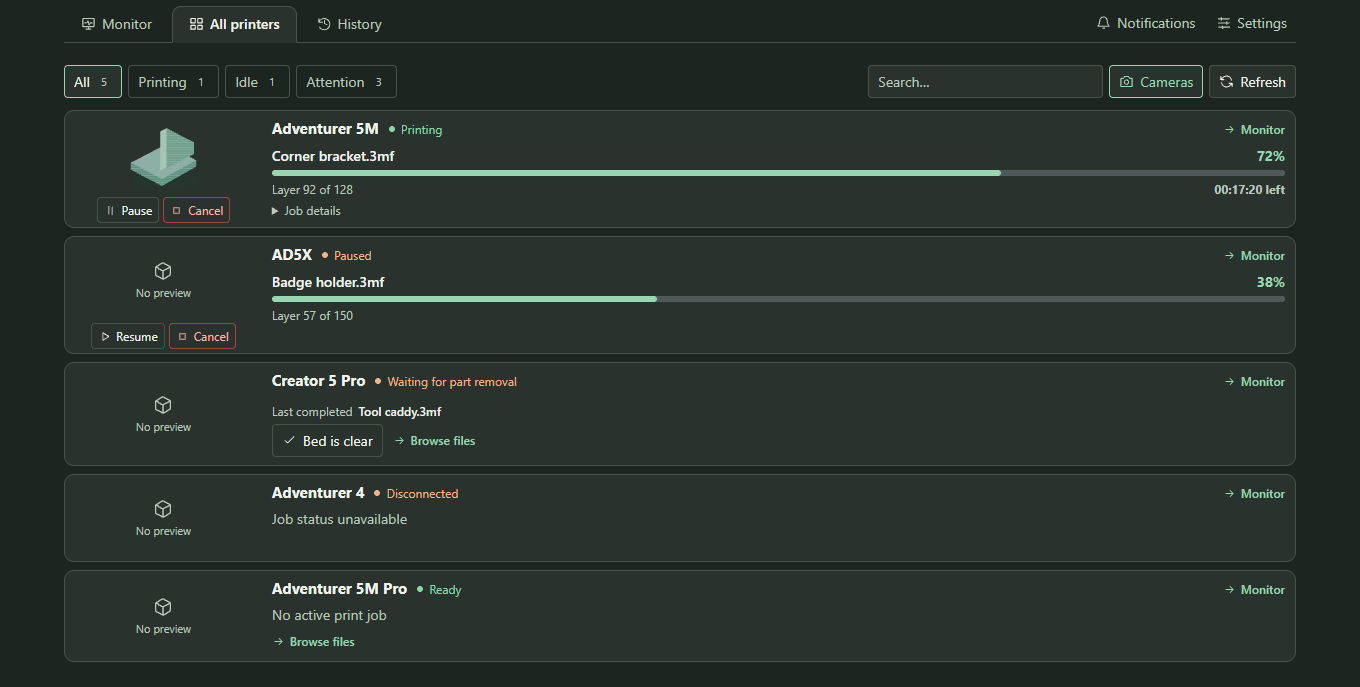 Monitor All printers History Notifications Settings
All 5 Printing 1 Idle 1 Attention 3 Search... Cameras Refresh
Adventurer 5M Printing Monitor
Corner bracket.3mf 72%
Layer 92 of 128 00:17:20 left
Pause Cancel Job details
AD5X Paused Monitor
Badge holder.3mf 38%
No preview
Layer 57 of 150
Resume Cancel
Creator 5 Pro Waiting for part removal Monitor
Last completed Tool caddy.3mf
No preview
Bed is clear Browse files
Adventurer 4 Disconnected Monitor
Job status unavailable
No preview
Adventurer 5M Pro Ready Monitor
No active print job
No preview
Browse files